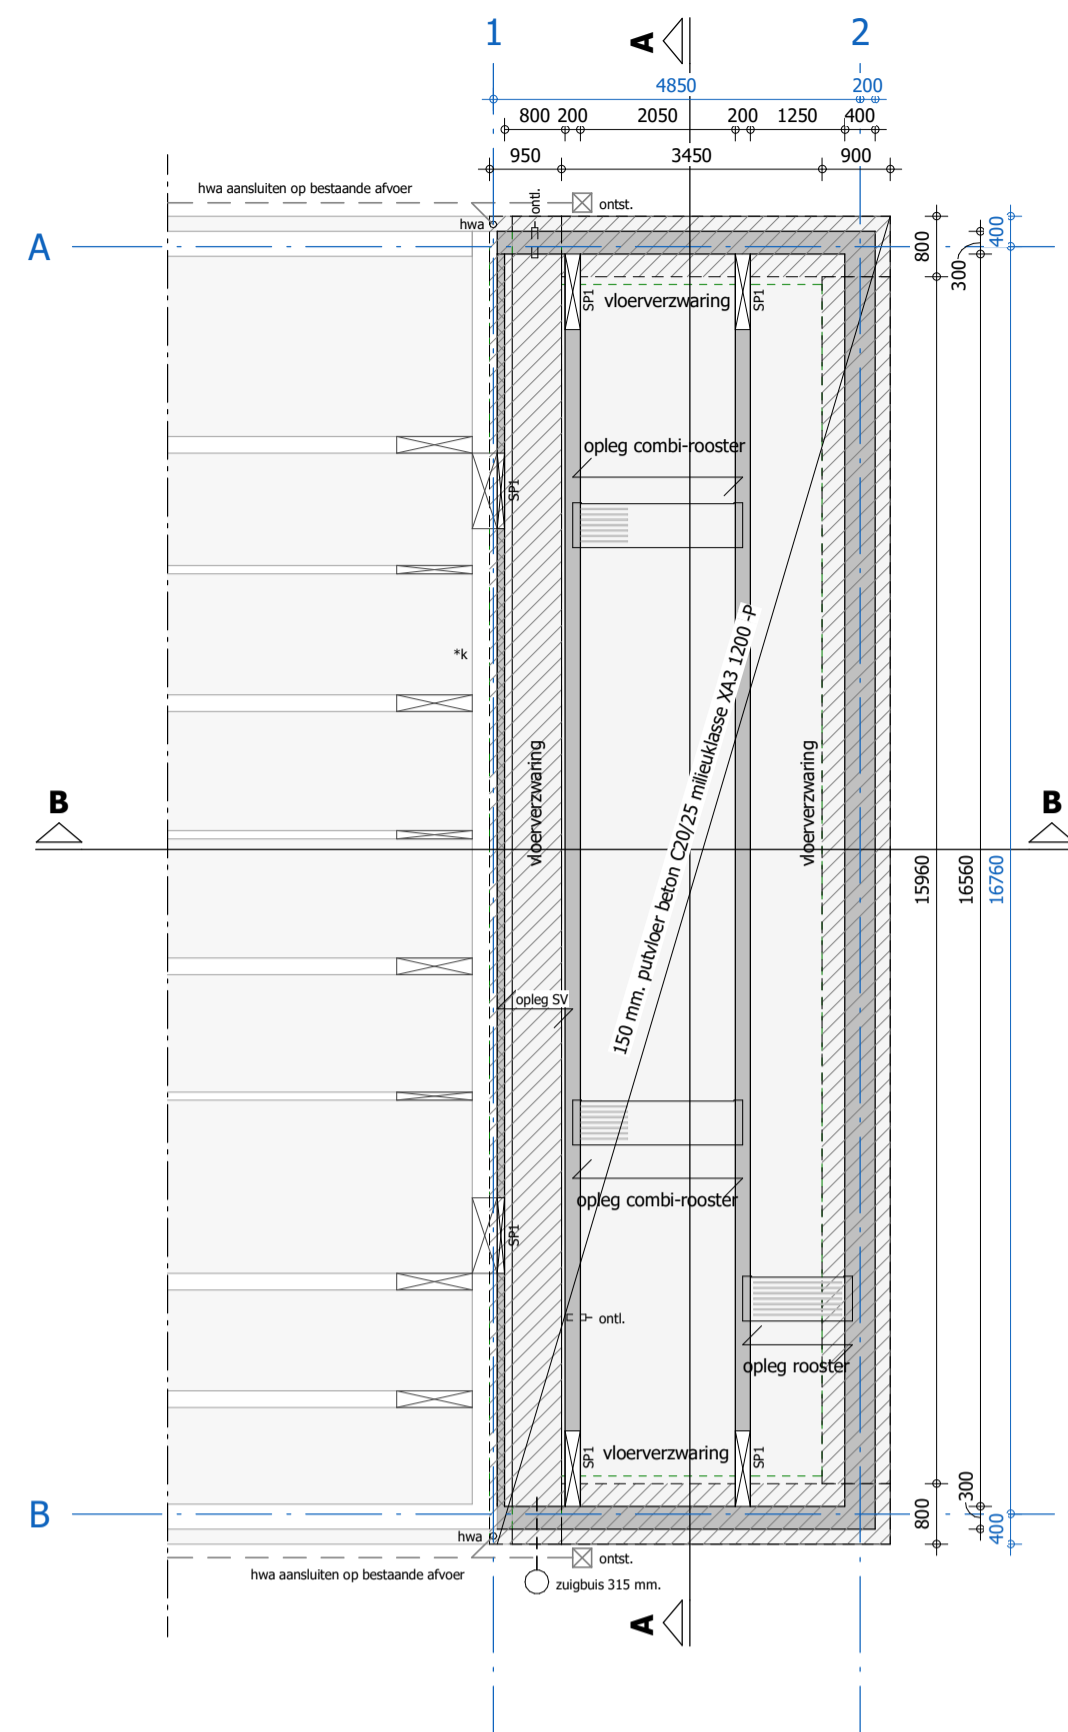 1
A
2
4850
200
800 200 2050 200 1250 400
950 3450 900
hwa aansluiten op bestaande afvoer
ontl.
ontst.
hwa
A
800
300
400
SP1
vloerverzwaring
SP1
opleg combi-rooster
SP1
*k
150 mm. putvloer beton C20/25 milieuklasse XA3 1200 -P
vloerverzwaring
vloerverzwaring
B
B
15960
16560
16760
opleg SV
opleg combi-rooster
SP1
ontl.
opleg rooster
SP1
vloerverzwaring
SP1
800
300
400
B
hwa
ontst.
hwa aansluiten op bestaande afvoer
zuigbuis 315 mm.
A